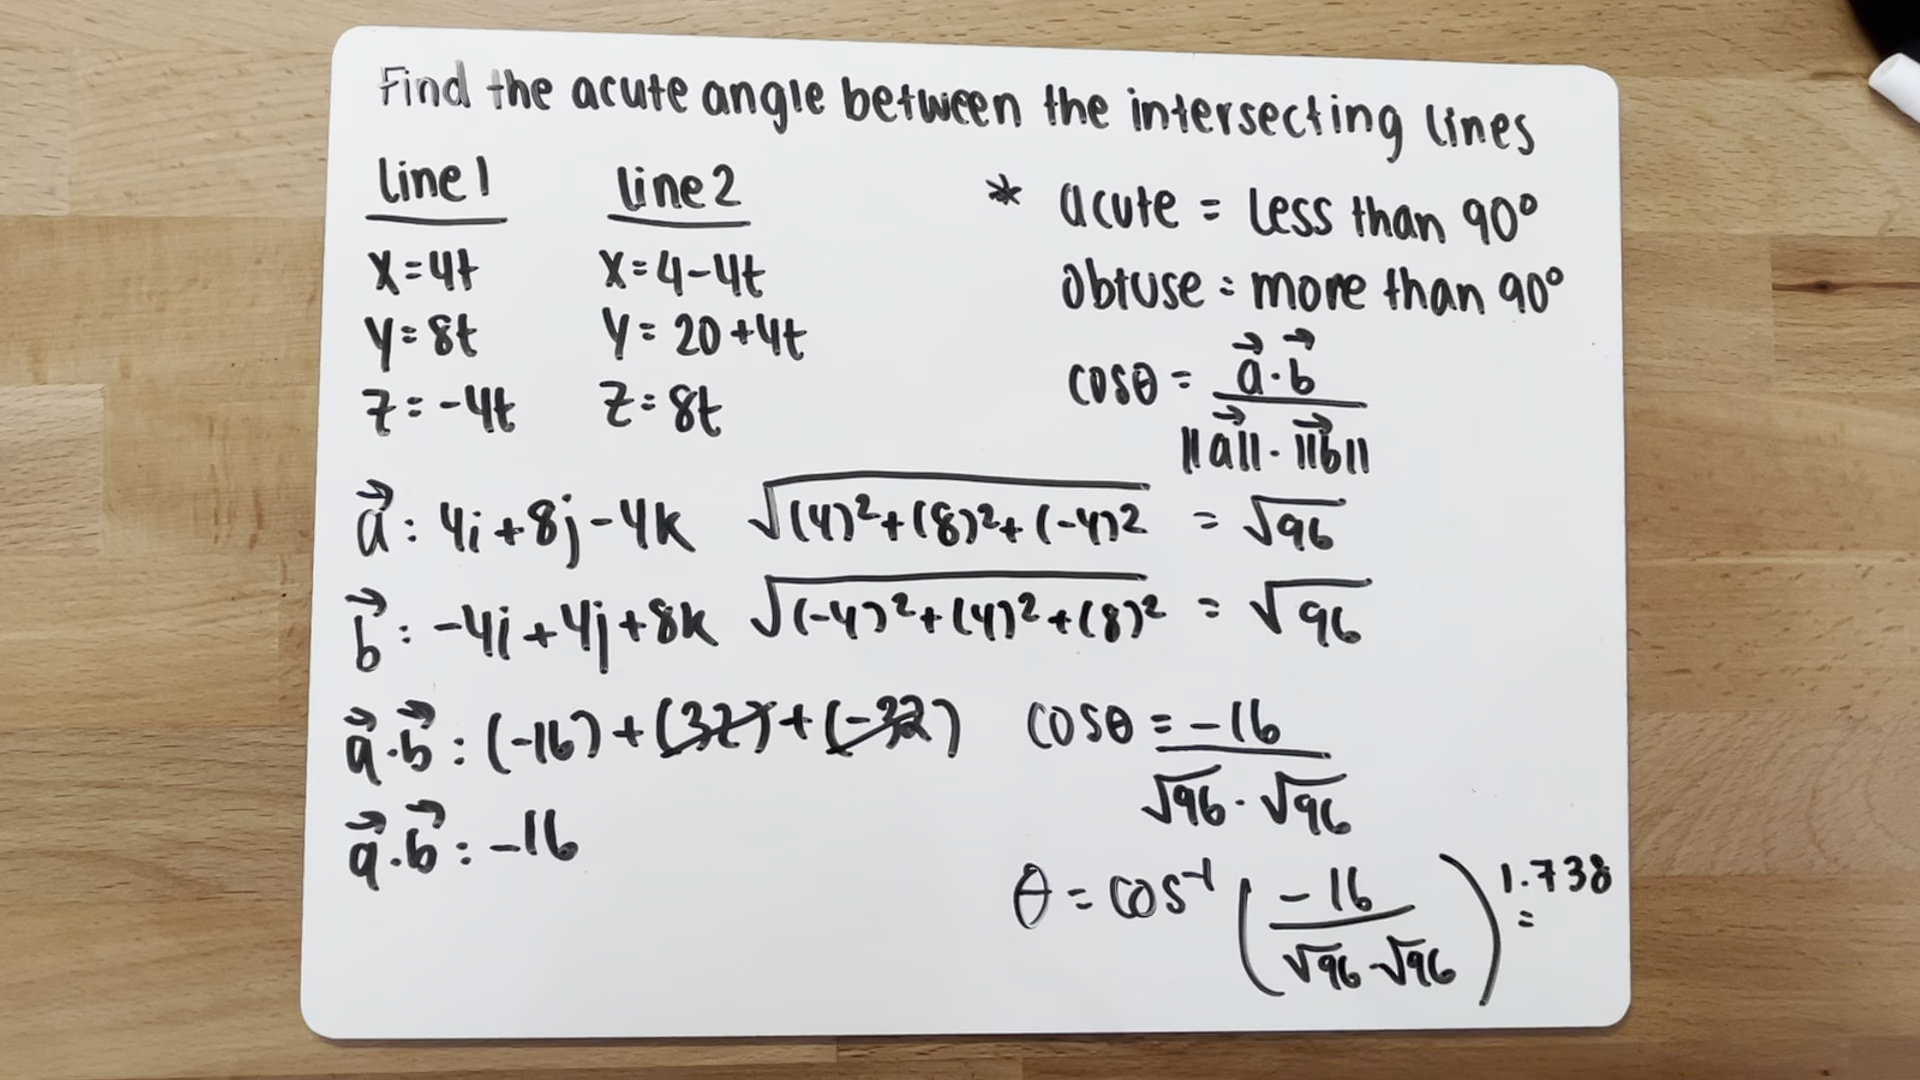 Find the acute angle between the intersecting lines
line 1
x=4t
y=8t
z=-4t
line 2
x=4-4t
y=20+4t
z=8t
* acute = less than 90°
obtuse = more than 90°
cosθ = a⃗·b⃗ / ||a⃗||·||b⃗||
a⃗: 4i+8j-4k √(4)²+(8)²+(-4)² = √96
b⃗: -4i+4j+8k √(-4)²+(4)²+(8)² = √96
a⃗·b⃗: (-16)+(32)+(-32)
a⃗·b⃗: -16
cosθ = -16 / √96·√96
θ = cos⁻¹ (-16 / √96·√96) = 1.738